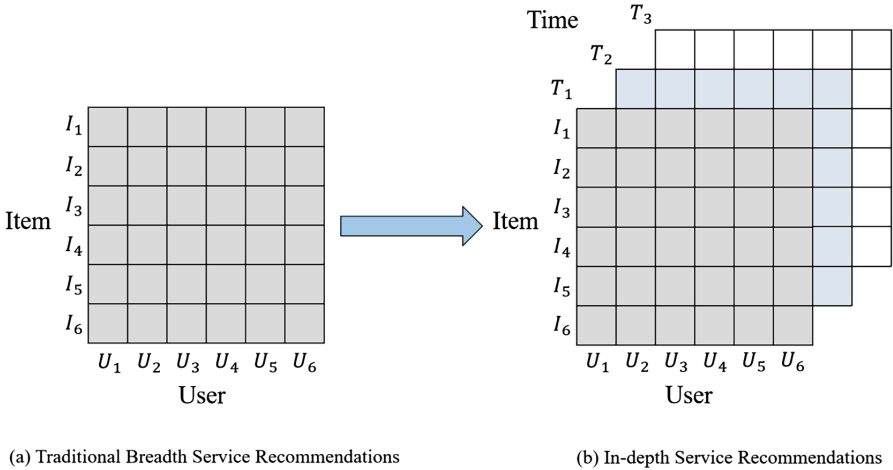 Time
T3
T2
T1
I1
I2
I3
I4
I5
I6
Item
U1 U2 U3 U4 U5 U6
User
I1
I2
I3
I4
I5
I6
Item
U1 U2 U3 U4 U5 U6
User
(a) Traditional Breadth Service Recommendations
(b) In-depth Service Recommendations